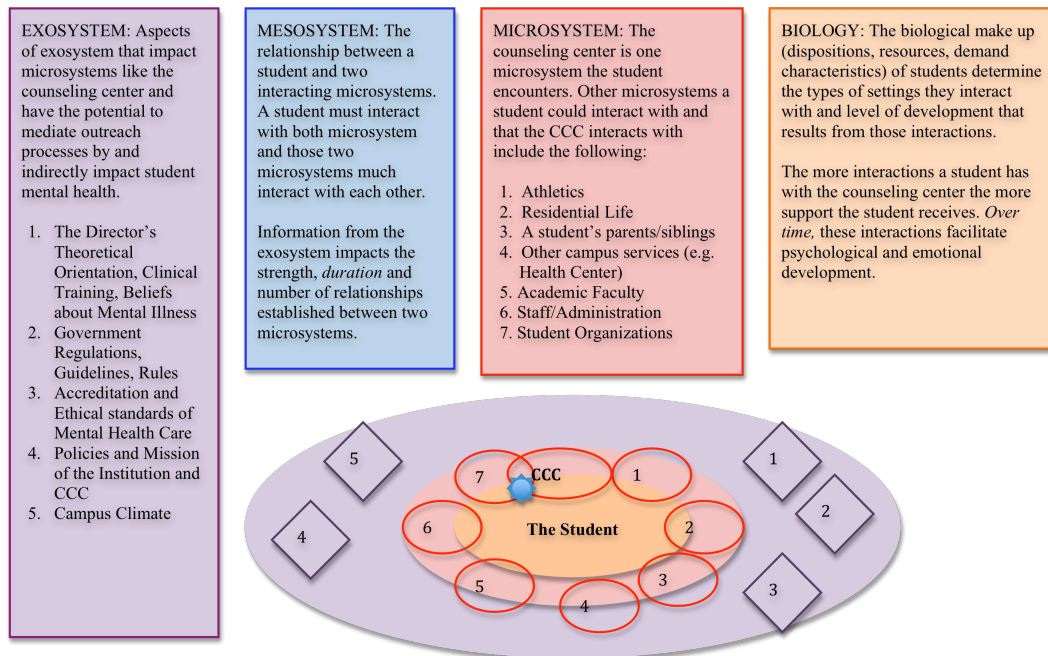 EXOSYSTEM: Aspects
of exosystem that impact
microsystems like the
counseling center and
have the potential to
mediate outreach
processes by and
indirectly impact student
mental health.
1. The Director's
Theoretical
Orientation, Clinical
Training, Beliefs
about Mental Illness
2. Government
Regulations,
Guidelines, Rules
3. Accreditation and
Ethical standards of
Mental Health Care
4. Policies and Mission
of the Institution and
CCC
5. Campus Climate
MESOSYSTEM: The
relationship between a
student and two
interacting microsystems.
A student must interact
with both microsystem
and those two
microsystems much
interact with each other.
Information from the
exosystem impacts the
strength, duration and
number of relationships
established between two
microsystems.
MICROSYSTEM: The
counseling center is one
microsystem the student
encounters. Other microsystems a
student could interact with and
that the CCC interacts with
include the following:
1. Athletics
2. Residential Life
3. A student's parents/siblings
4. Other campus services (e.g.
Health Center)
5. Academic Faculty
6. Staff/Administration
7. Student Organizations
BIOLOGY: The biological make up
(dispositions, resources, demand
characteristics) of students determine
the types of settings they interact
with and level of development that
results from those interactions.
The more interactions a student has
with the counseling center the more
support the student receives. Over
time, these interactions facilitate
psychological and emotional
development.
5
4
7
CCC
1
6
The Student
2
5
4
3
1
2
3